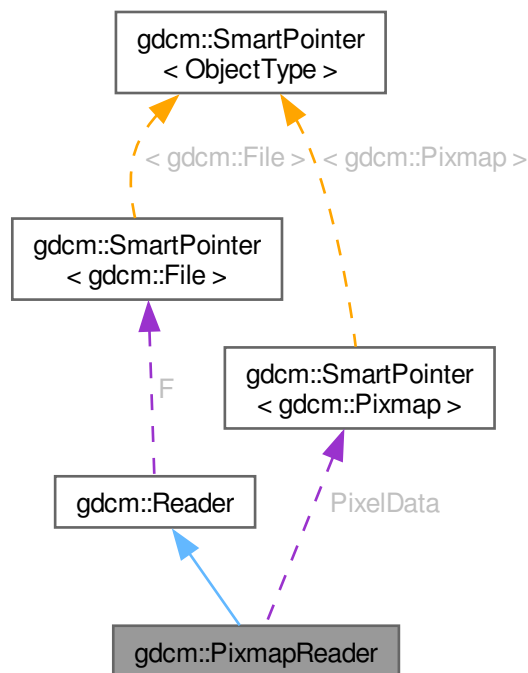 gdcm::SmartPointer
< ObjectType >
< gdcm::File >
< gdcm::Pixmap >
gdcm::SmartPointer
< gdcm::File >
gdcm::SmartPointer
< gdcm::Pixmap >
F
gdcm::Reader
PixelData
gdcm::PixmapReader